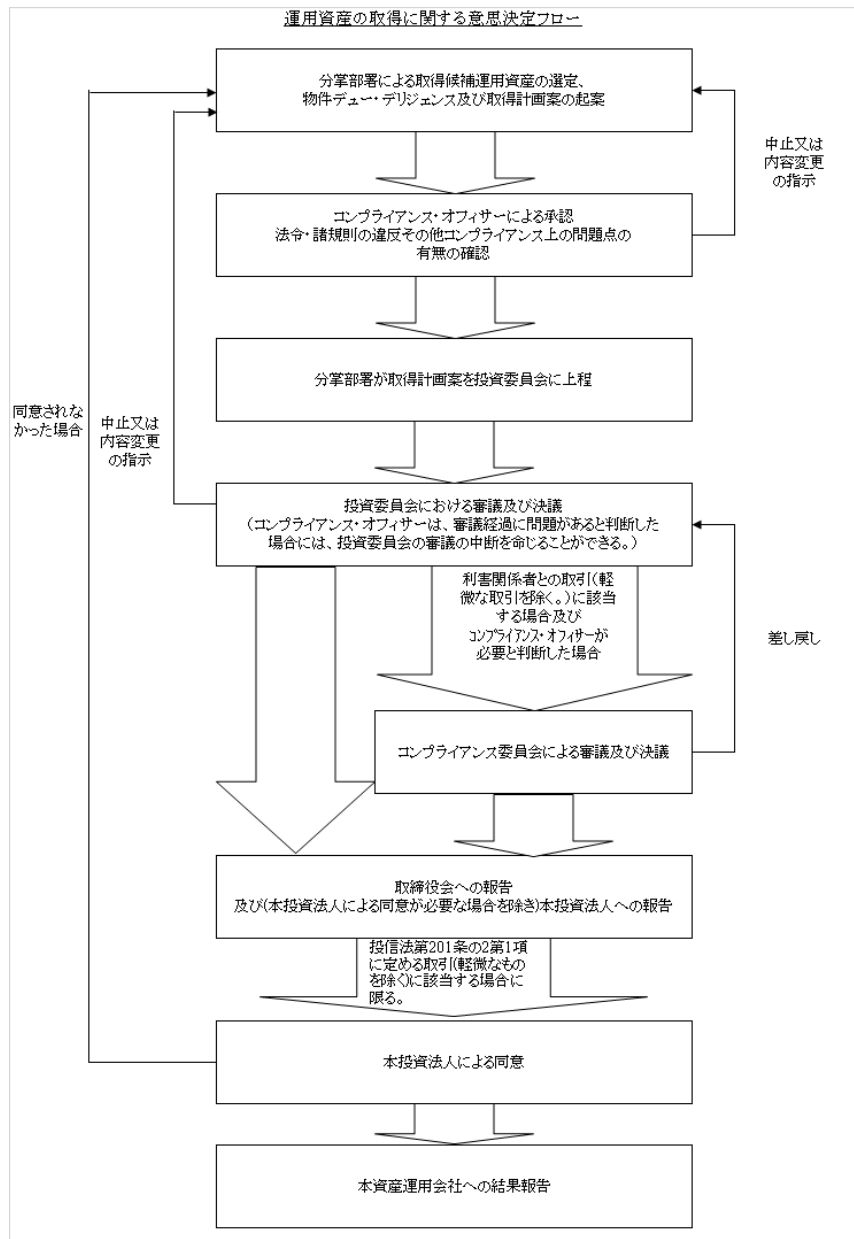 運用資産の取得に関する意思決定フロー
分掌部署による取得候補運用資産の選定、
物件デュー・デリジェンス及び取得計画案の起案
中止又は
内容変更
の指示
コンプライアンス・オフィサーによる承認
法令・諸規則の違反その他コンプライアンス上の問題点の
有無の確認
分掌部署が取得計画案を投資委員会に上程
同意されな
かった場合
中止又は
内容変更
の指示
投資委員会における審議及び決議
(コンプライアンス・オフィサーは、審議経過に問題があると判断した
場合には、投資委員会の審議の中断を命じることができる。)
利害関係者との取引(軽
微な取引を除く。)に該当
する場合及び
コンプライアンス・オフィサーが
必要と判断した場合
差し戻し
コンプライアンス委員会による審議及び決議
取締役会への報告
及び(本投資法人による同意が必要な場合を除き)本投資法人への報告
投信法第201条の2第1項
に定める取引(軽微なもの
を除く)に該当する場合に
限る。
本投資法人による同意
本資産運用会社への結果報告